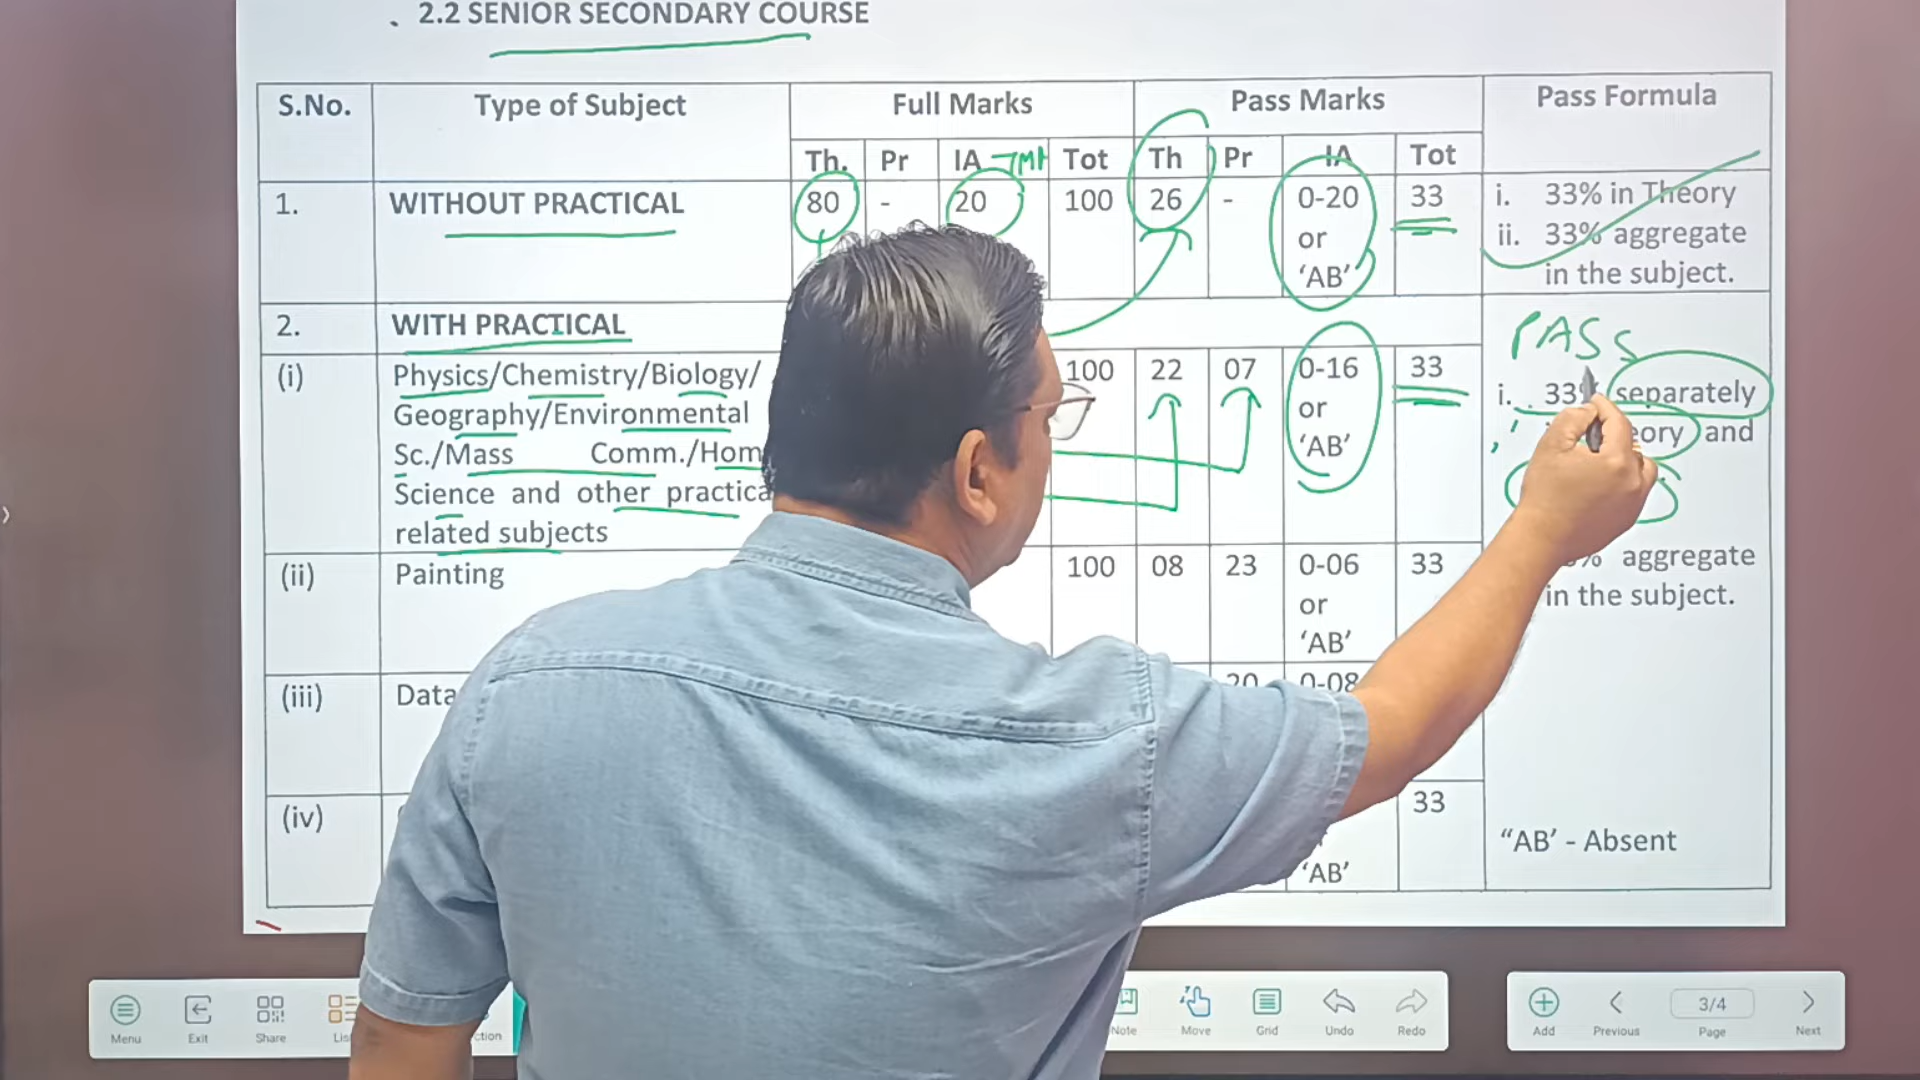 2.2 SENIOR SECONDARY COURSE
S.No. Type of Subject Full Marks Pass Marks Pass Formula
Th. Pr IA TMA Tot Th Pr IA Tot
1. WITHOUT PRACTICAL 80 - 20 100 26 - 0-20 33 i. 33% in Theory
or ii. 33% aggregate
'AB' in the subject.
2. WITH PRACTICAL
PASS
(i) Physics/Chemistry/Biology/ 100 22 07 0-16 33 i. 33% separately
Geography/Environmental or and
Sc./Mass Comm./Hom 'AB'
Science and other practica
related subjects
(ii) Painting 100 08 23 0-06 33 aggregate
or in the subject.
'AB'
(iii) Data 20 0-08
(iv) 33
"AB' - Absent
'AB'
Menu Exit Share Note Move Grid Undo Redo Add Previous 3/4 Page Next